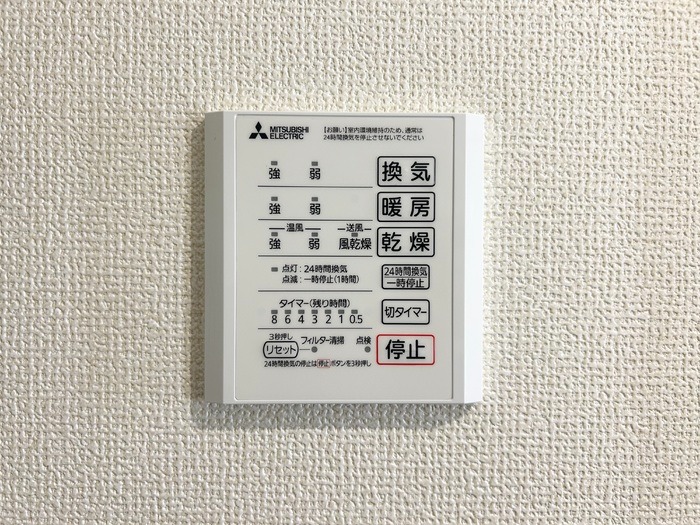 MITSUBISHI
ELECTRIC
【お願い】室内環境維持のため、通常は
24時間換気を停止させないでください
強 弱 換気
強 弱 暖房
温風 送風
強 弱 風乾燥 乾燥
点灯：24時間換気
点滅：一時停止(1時間)
24時間換気
一時停止
タイマー(残り時間)
8 6 4 3 2 1 0.5
切タイマー
3秒押し
リセット フィルター清掃 点検
停止
24時間換気の停止は停止ボタンを3秒押し